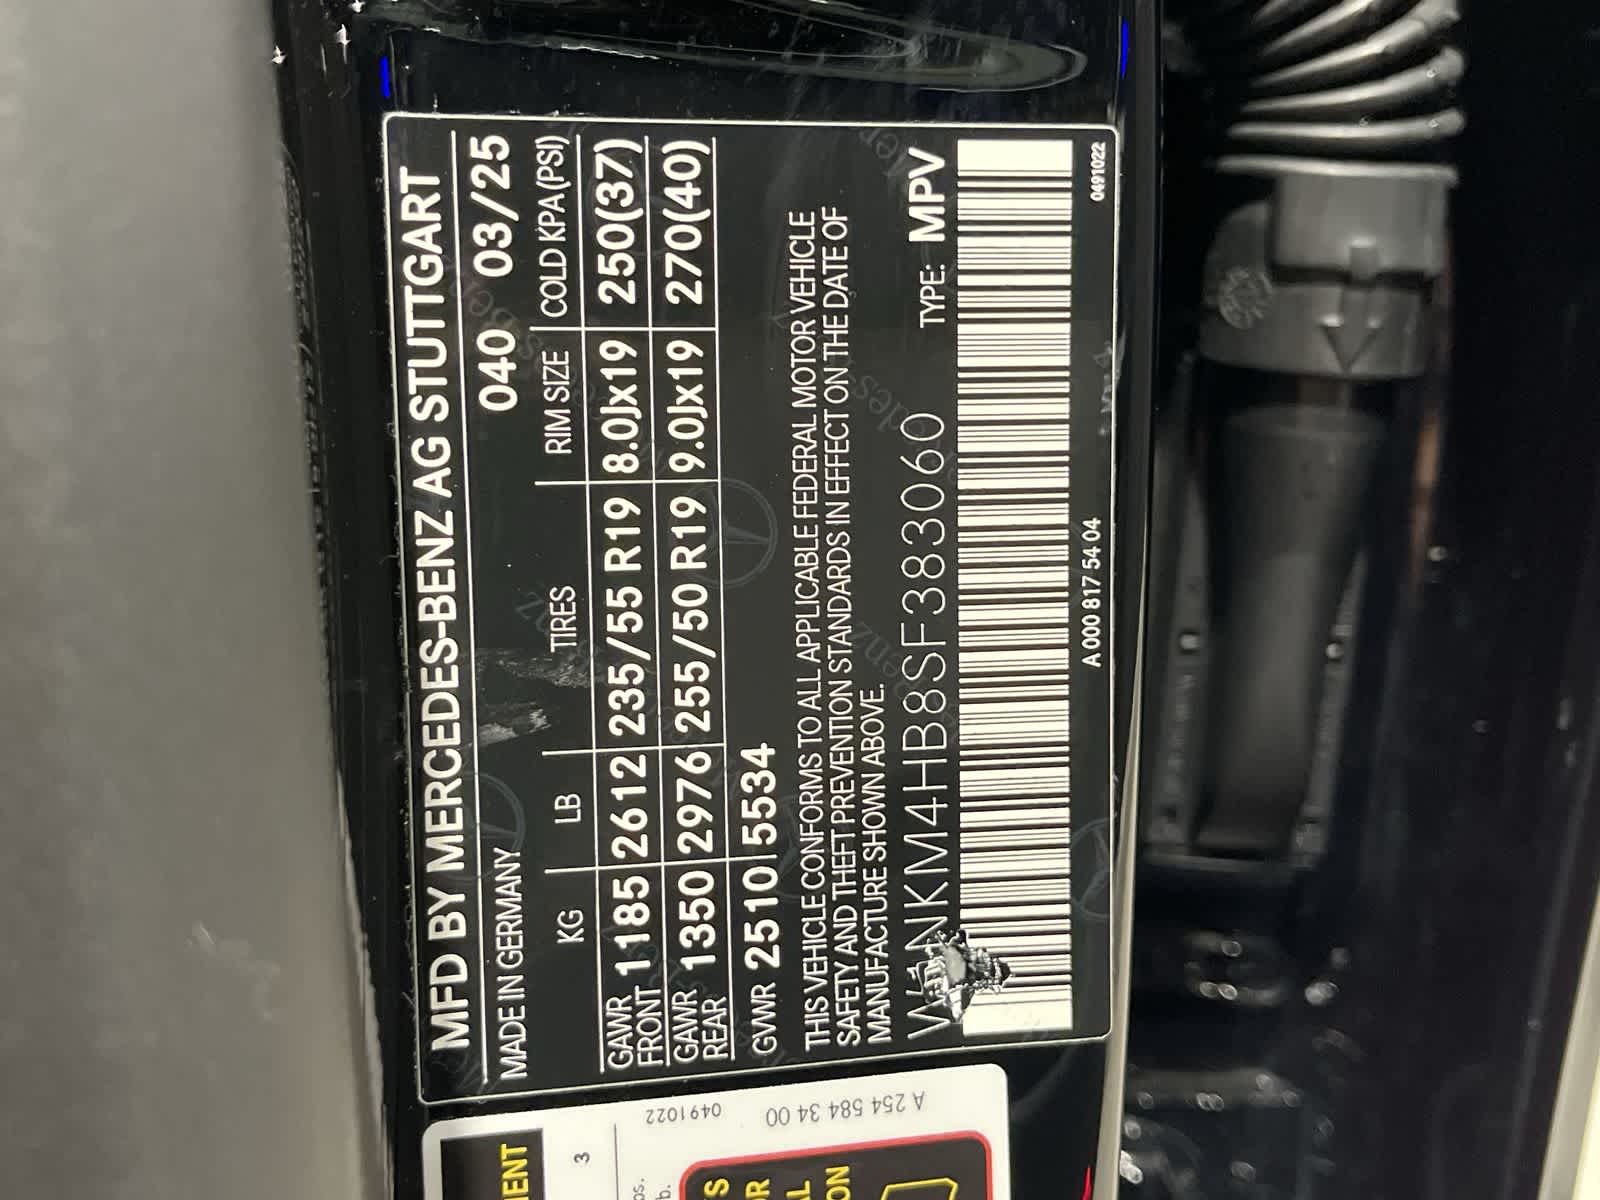 MFD BY MERCEDES-BENZ AG STUTTGART
MADE IN GERMANY 040 03/25
KG LB TIRES RIM SIZE COLD KPA(PSI)
GAWR FRONT 1185 2612 235/55 R19 8.0Jx19 250(37)
GAWR REAR 1350 2976 255/50 R19 9.0Jx19 270(40)
GVWR 2510 5534
THIS VEHICLE CONFORMS TO ALL APPLICABLE FEDERAL MOTOR VEHICLE
SAFETY AND THEFT PREVENTION STANDARDS IN EFFECT ON THE DATE OF
MANUFACTURE SHOWN ABOVE.
W1NKM4HB8SF383060 TYPE: MPV
A 000 817 54 04 0491022
0491022
A 254 584 34 00
3